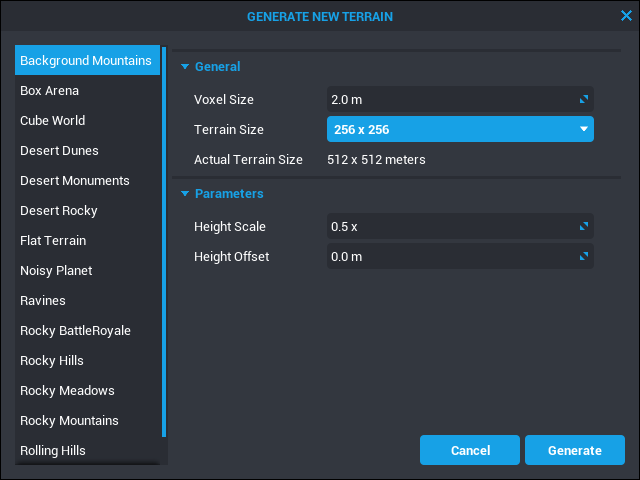 GENERATE NEW TERRAIN
Background Mountains
Box Arena
Cube World
Desert Dunes
Desert Monuments
Desert Rocky
Flat Terrain
Noisy Planet
Ravines
Rocky BattleRoyale
Rocky Hills
Rocky Meadows
Rocky Mountains
Rolling Hills
General
Voxel Size 2.0 m
Terrain Size 256 x 256
Actual Terrain Size 512 x 512 meters
Parameters
Height Scale 0.5 x
Height Offset 0.0 m
Cancel Generate